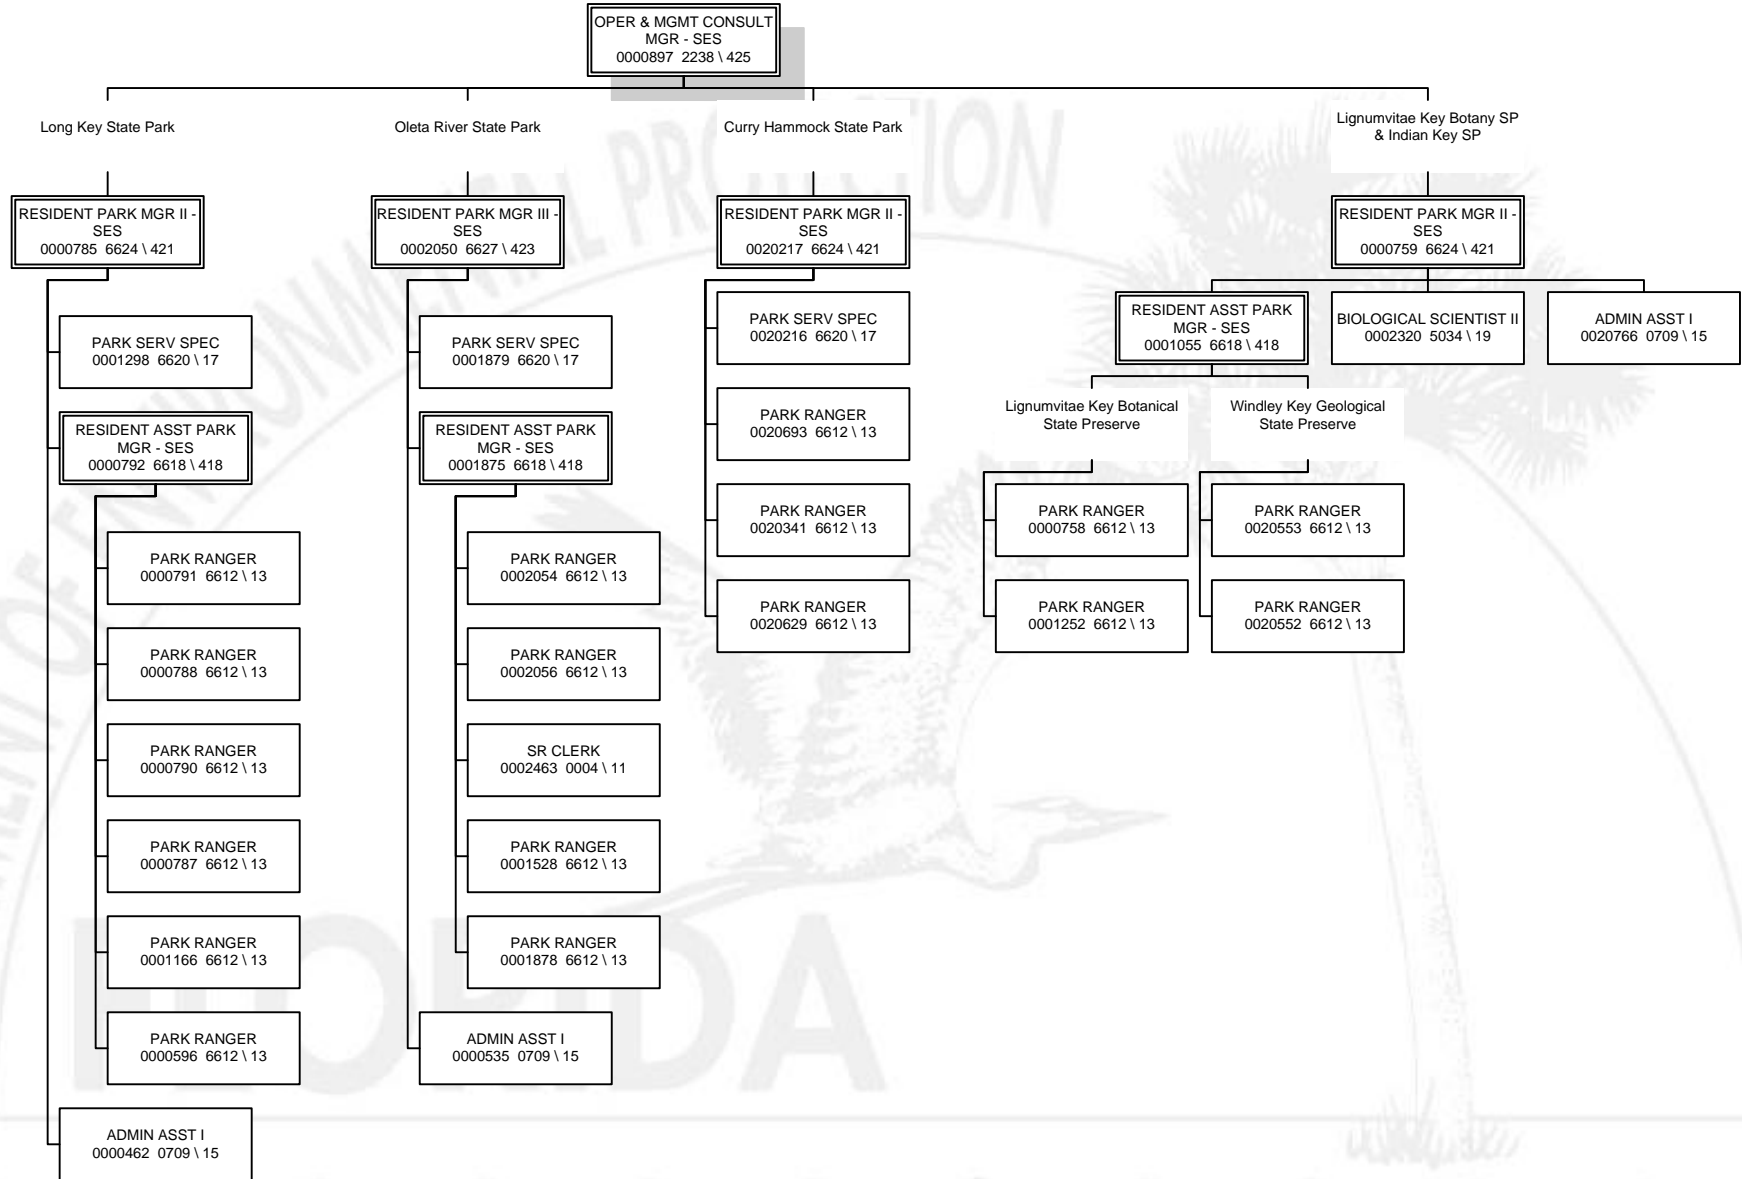 OPER & MGMT CONSULT
MGR - SES
0000897 2238 \ 425
Long Key State Park
RESIDENT PARK MGR II -
SES
0000785 6624 \ 421
PARK SERV SPEC
0001298 6620 \ 17
RESIDENT ASST PARK
MGR - SES
0000792 6618 \ 418
PARK RANGER
0000791 6612 \ 13
PARK RANGER
0000788 6612 \ 13
PARK RANGER
0000790 6612 \ 13
PARK RANGER
0000787 6612 \ 13
PARK RANGER
0001166 6612 \ 13
PARK RANGER
0000596 6612 \ 13
ADMIN ASST I
0000462 0709 \ 15
Oleta River State Park
RESIDENT PARK MGR III -
SES
0002050 6627 \ 423
PARK SERV SPEC
0001879 6620 \ 17
RESIDENT ASST PARK
MGR - SES
0001875 6618 \ 418
PARK RANGER
0002054 6612 \ 13
PARK RANGER
0002056 6612 \ 13
SR CLERK
0002463 0004 \ 11
PARK RANGER
0001528 6612 \ 13
PARK RANGER
0001878 6612 \ 13
ADMIN ASST I
0000535 0709 \ 15
Curry Hammock State Park
RESIDENT PARK MGR II -
SES
0020217 6624 \ 421
PARK SERV SPEC
0020216 6620 \ 17
PARK RANGER
0020693 6612 \ 13
PARK RANGER
0020341 6612 \ 13
PARK RANGER
0020629 6612 \ 13
Lignumvitae Key Botany SP
& Indian Key SP
RESIDENT PARK MGR II -
SES
0000759 6624 \ 421
RESIDENT ASST PARK
MGR - SES
0001055 6618 \ 418
BIOLOGICAL SCIENTIST II
0002320 5034 \ 19
ADMIN ASST I
0020766 0709 \ 15
Lignumvitae Key Botanical
State Preserve
PARK RANGER
0000758 6612 \ 13
PARK RANGER
0001252 6612 \ 13
Windley Key Geological
State Preserve
PARK RANGER
0020553 6612 \ 13
PARK RANGER
0020552 6612 \ 13
OF ENVIRONMENTAL PROTECTION
FLORIDA